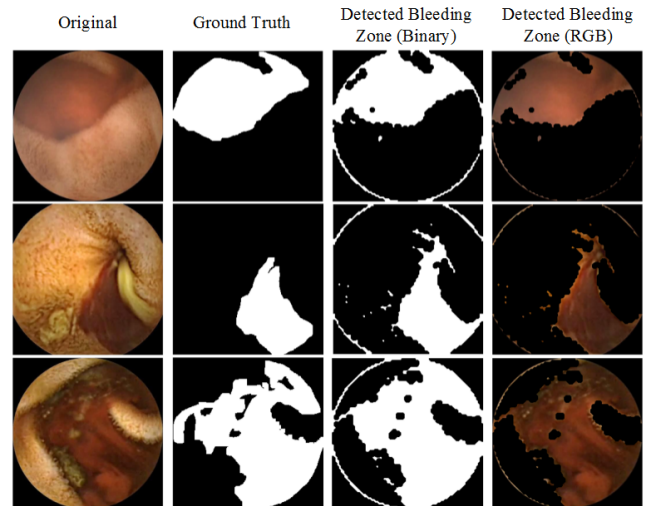 Original
Ground Truth
Detected Bleeding
Zone (Binary)
Detected Bleeding
Zone (RGB)